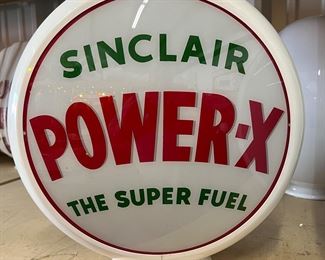 SINCLAIR
POWER-X
THE SUPER FUEL